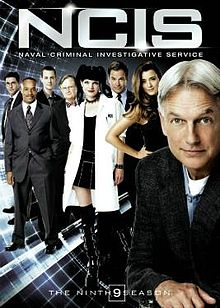 NCIS
NAVAL CRIMINAL INVESTIGATIVE SERVICE
THE NINTH 9 SEASON